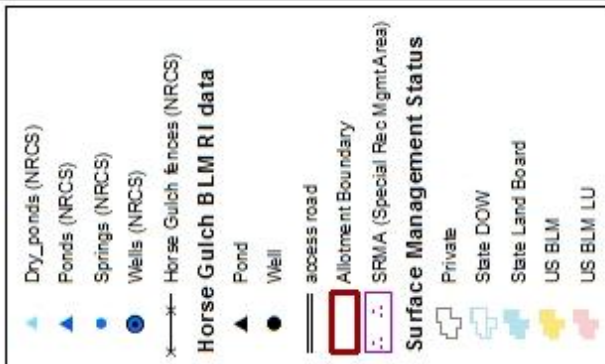 Dry_ponds (NRCS)
Ponds (NRCS)
Springs (NRCS)
Wells (NRCS)
Horse Gulch fences (NRCS)
Horse Gulch BLM RI data
Pond
Well
access road
Allotment Boundary
SRMA (Special Rec MgmtArea)
Surface Management Status
Private
State DOW
State Land Board
US BLM
US BLM LU